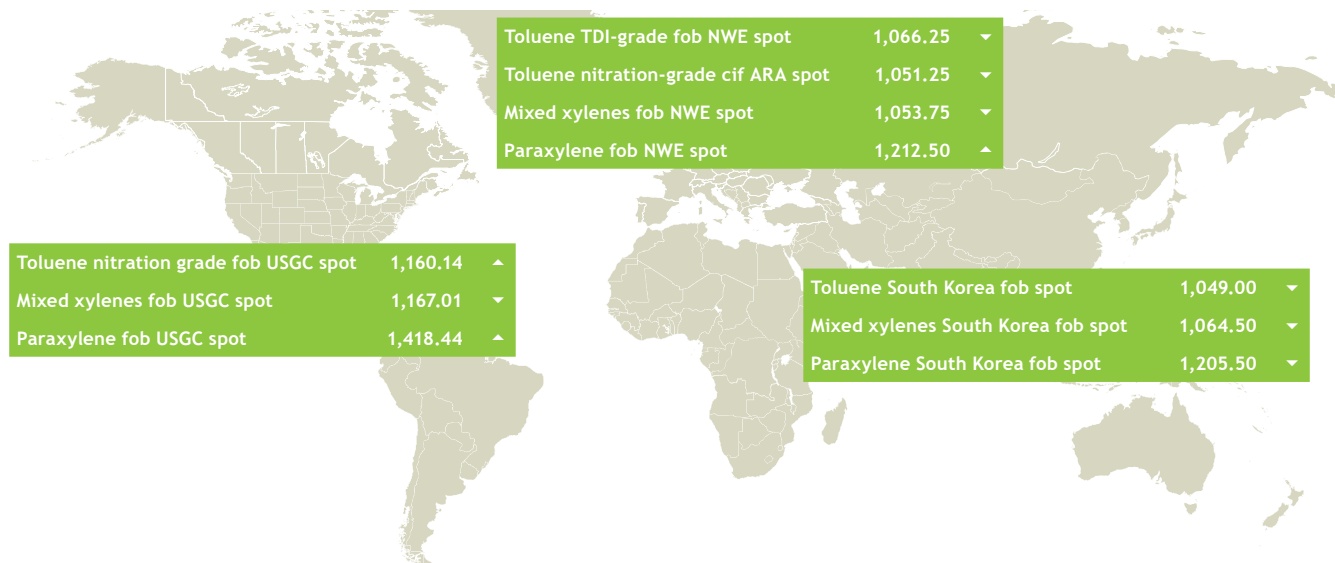 Toluene TDI-grade fob NWE spot 1,066.25
Toluene nitration-grade cif ARA spot 1,051.25
Mixed xylenes fob NWE spot 1,053.75
Paraxylene fob NWE spot 1,212.50
Toluene nitration grade fob USGC spot 1,160.14
Mixed xylenes fob USGC spot 1,167.01
Paraxylene fob USGC spot 1,418.44
Toluene South Korea fob spot 1,049.00
Mixed xylenes South Korea fob spot 1,064.50
Paraxylene South Korea fob spot 1,205.50